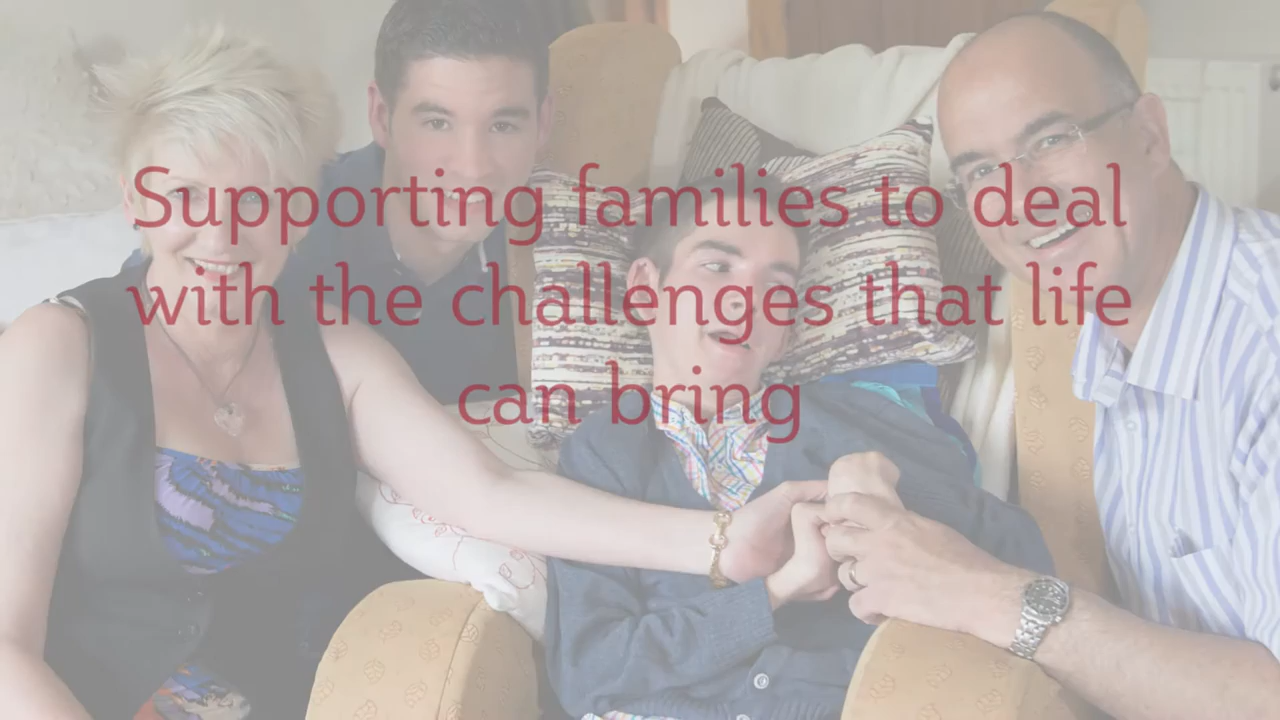 Supporting families to deal
with the challenges that life
can bring